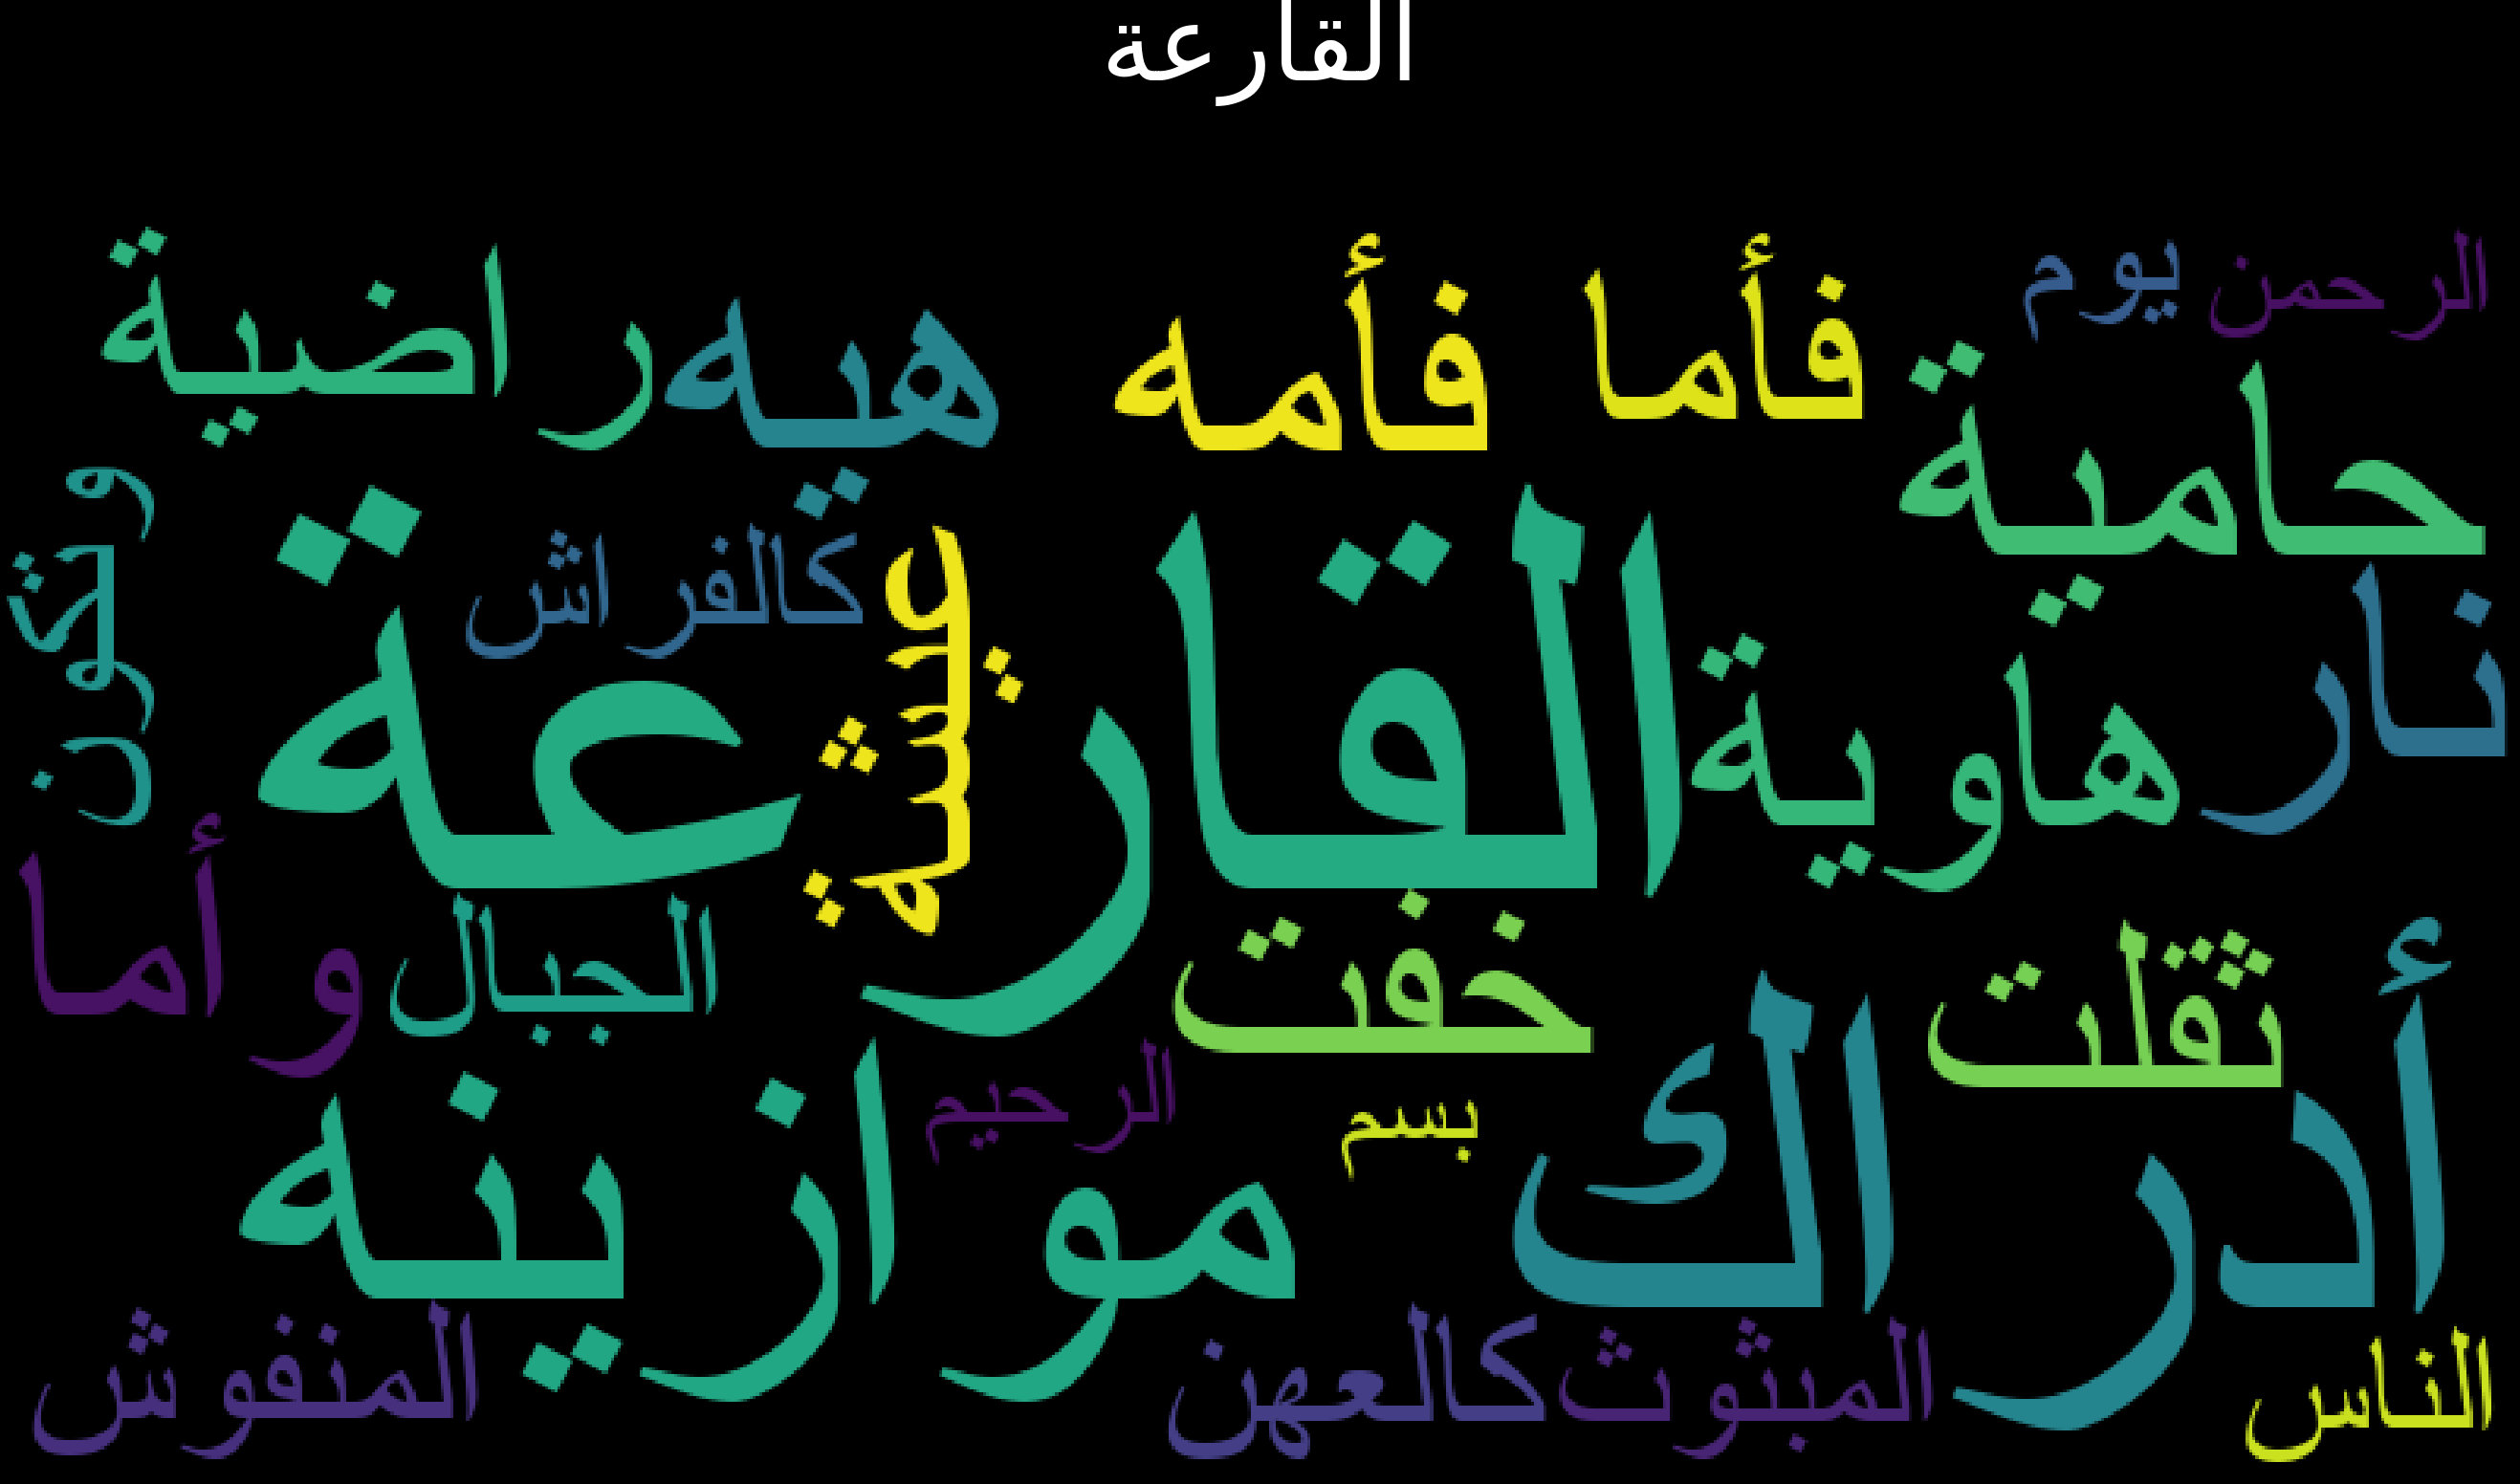 القارعة
الرحمن
يوم
فأما
فأمه
هيه
راضية
حامية
وتكون
القارعة
كالفراش
عيشة
نار
هاوية
وأما
الجبال
خفت
ثقلت
أدراك
الرحيم
بسم
موازينه
الناس
المبثوث
كالعهن
المنفوش